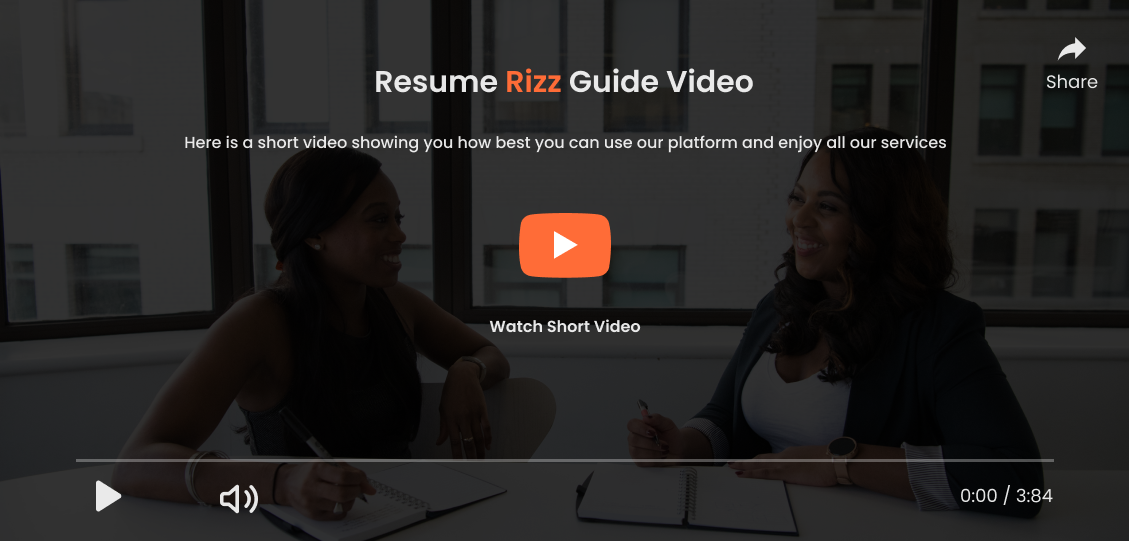 Resume Rizz Guide Video
Share
Here is a short video showing you how best you can use our platform and enjoy all our services
Watch Short Video
0:00 / 3:84